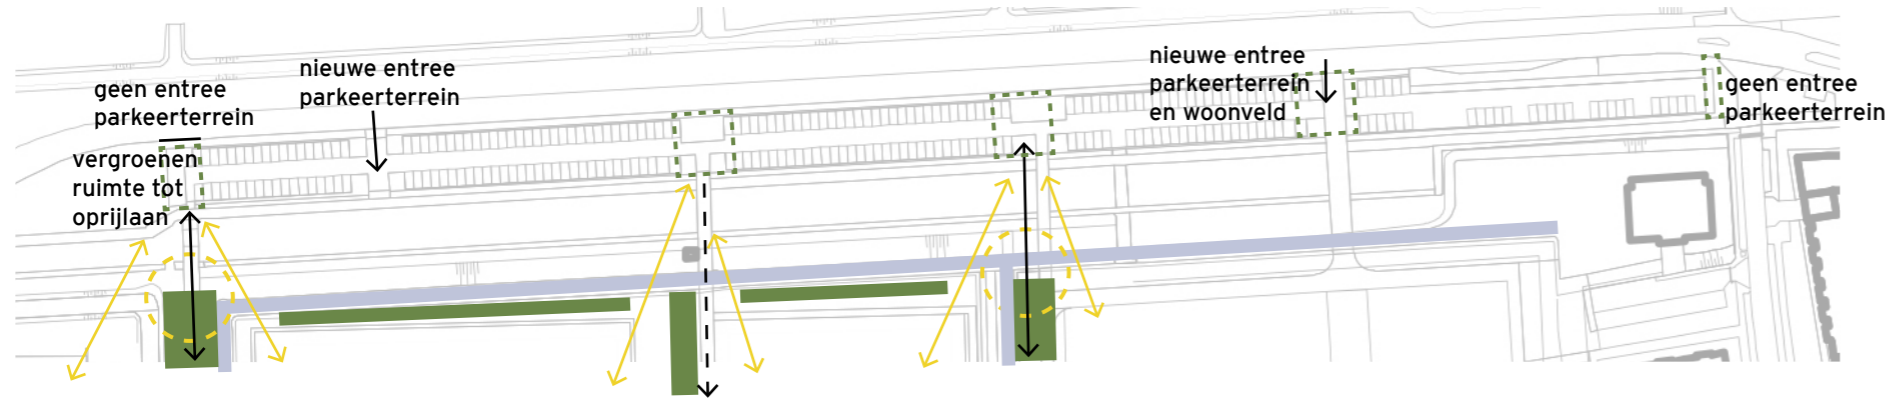 geen entree
parkeerterrein
vergroenen
ruimte tot
oprijlaan
nieuwe entree
parkeerterrein
nieuwe entree
parkeerterrein
en woonveld
geen entree
parkeerterrein